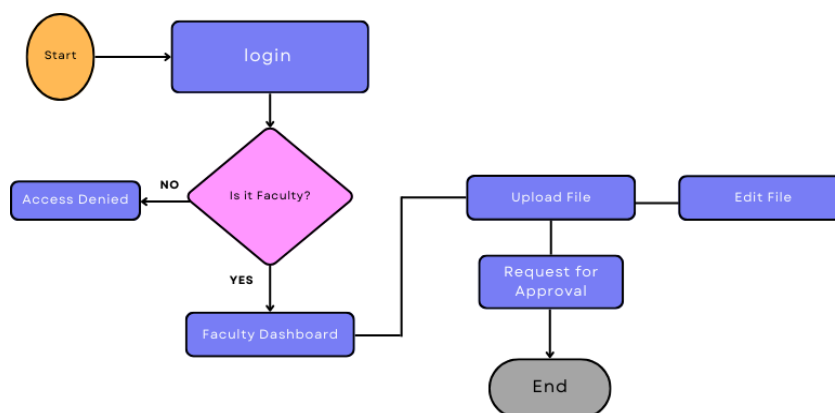 Start
login
Is it Faculty?
NO
Access Denied
YES
Faculty Dashboard
Upload File
Edit File
Request for
Approval
End